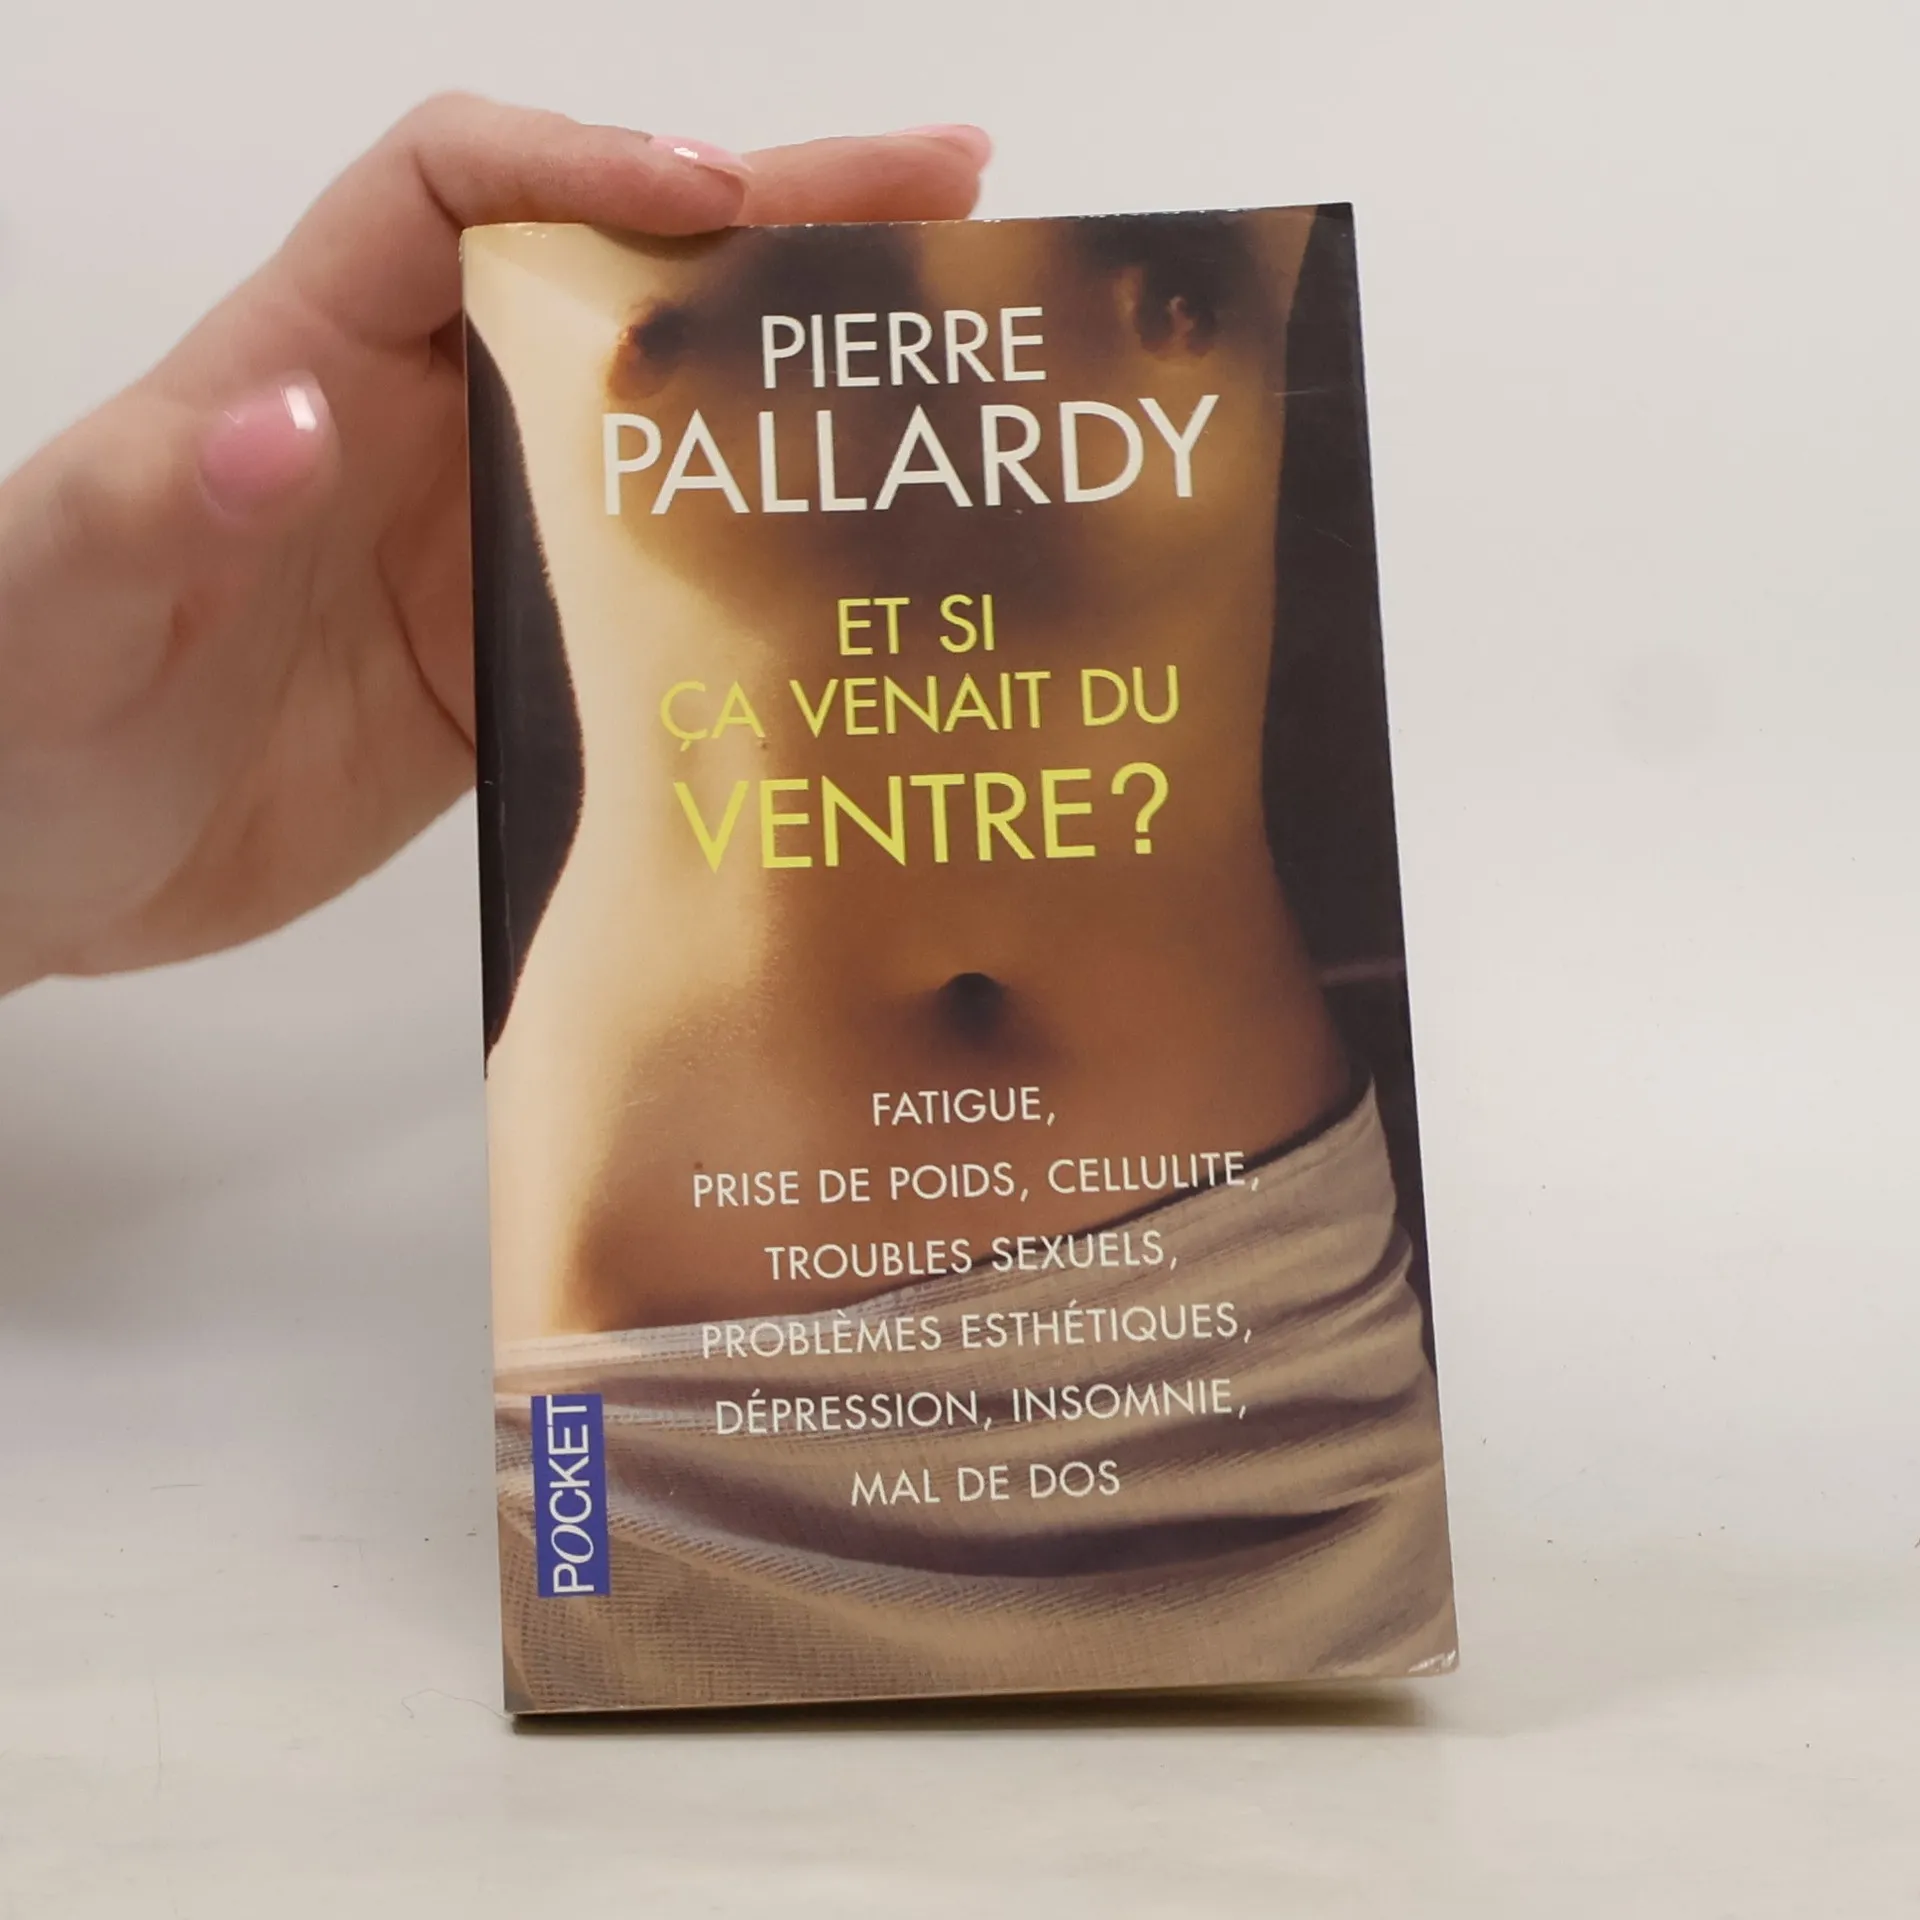 PIERRE
PALLARDY
ET SI
ÇA VENAIT DU
VENTRE?
FATIGUE,
PRISE DE POIDS, CELLULITE,
TROUBLES SEXUELS,
PROBLÈMES ESTHÉTIQUES,
DÉPRESSION, INSOMNIE,
MAL DE DOS
POCKET